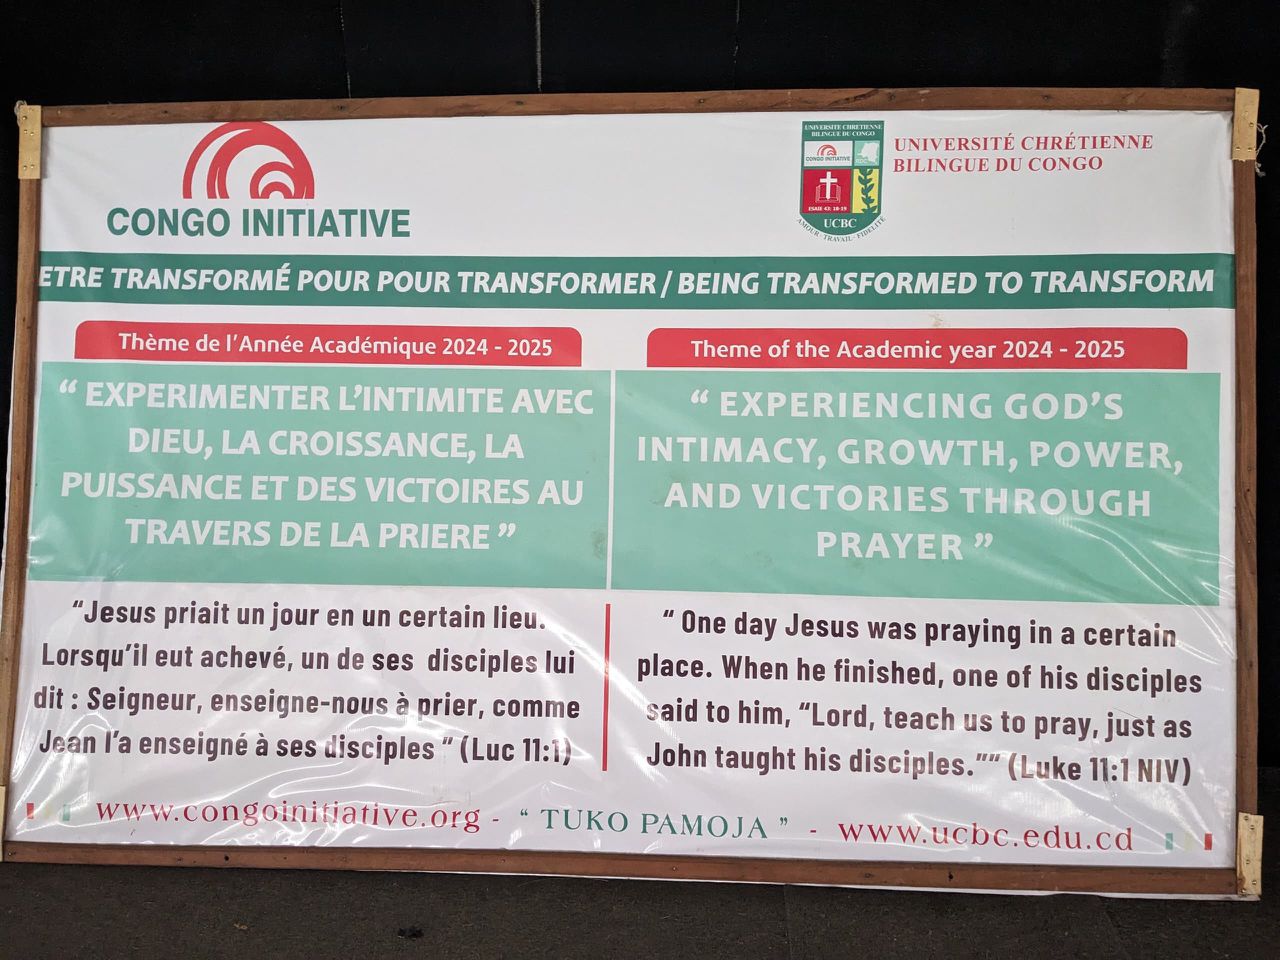 CONGO INITIATIVE
UNIVERSITE CHRETIENNE
BILINGUE DU CONGO
CONGO INITIATIVE
RDC
ESAIE 43: 18-19
UCBC
AMOUR - TRAVAIL - FIDELITE
UNIVERSITÉ CHRÉTIENNE
BILINGUE DU CONGO
ETRE TRANSFORMÉ POUR POUR TRANSFORMER / BEING TRANSFORMED TO TRANSFORM
Thème de l'Année Académique 2024 - 2025
“ EXPERIMENTER L'INTIMITE AVEC
DIEU, LA CROISSANCE, LA
PUISSANCE ET DES VICTOIRES AU
TRAVERS DE LA PRIERE ”
“Jesus priait un jour en un certain lieu.
Lorsqu'il eut achevé, un de ses disciples lui
dit : Seigneur, enseigne-nous à prier, comme
Jean l'a enseigné à ses disciples ” (Luc 11:1)
Theme of the Academic year 2024 - 2025
“ EXPERIENCING GOD'S
INTIMACY, GROWTH, POWER,
AND VICTORIES THROUGH
PRAYER ”
“ One day Jesus was praying in a certain
place. When he finished, one of his disciples
said to him, “Lord, teach us to pray, just as
John taught his disciples.”” (Luke 11:1 NIV)
www.congoinitiative.org - “ TUKO PAMOJA ” - www.ucbc.edu.cd